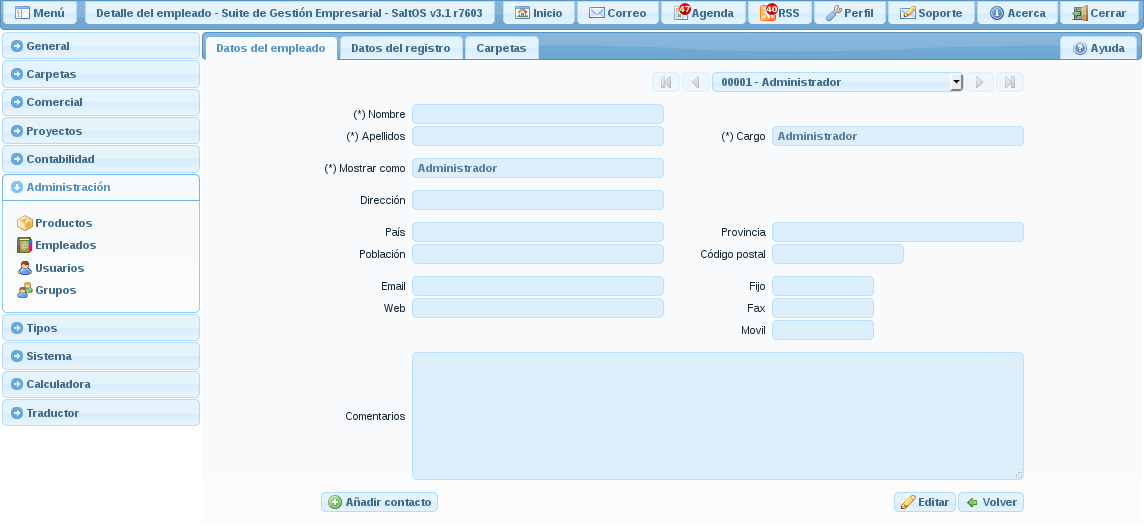 Menú
Detalle del empleado - Suite de Gestión Empresarial - SaltOS v3.1 r7603
Inicio
Correo
47 Agenda
40 RSS
Perfil
Soporte
Acerca
Cerrar
General
Carpetas
Comercial
Proyectos
Contabilidad
Administración
Productos
Empleados
Usuarios
Grupos
Tipos
Sistema
Calculadora
Traductor
Datos del empleado
Datos del registro
Carpetas
Ayuda
00001 - Administrador
(*) Nombre
(*) Apellidos
(*) Cargo Administrador
(*) Mostrar como Administrador
Dirección
País
Provincia
Población
Código postal
Email
Fijo
Web
Fax
Movil
Comentarios
Añadir contacto
Editar
Volver